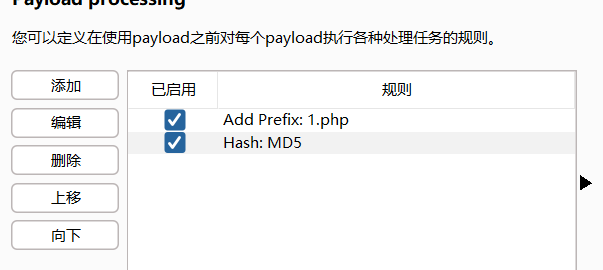 Payload processing
您可以定义在使用payload之前对每个payload执行各种处理任务的规则。
添加
编辑
删除
上移
向下
已启用 规则
Add Prefix: 1.php
Hash: MD5